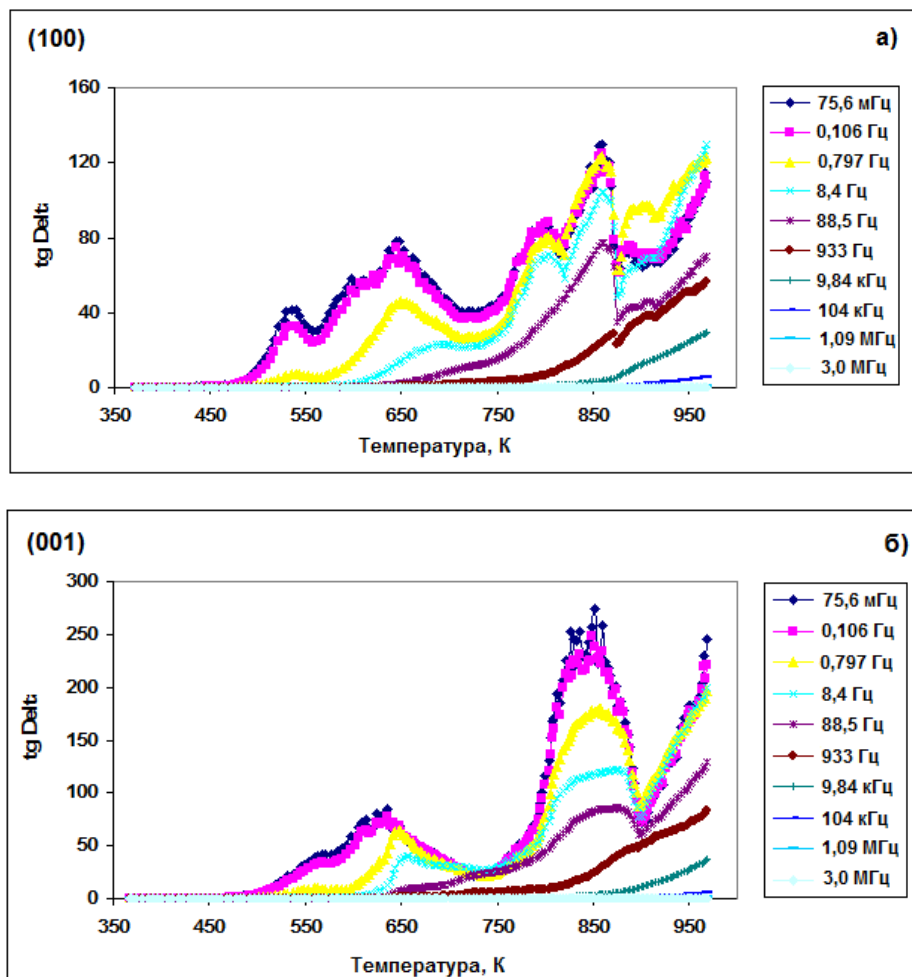 (100)
а)
160
120
80
40
0
tg Delti
350 450 550 650 750 850 950
Температура, К
75,6 мГц
0,106 Гц
0,797 Гц
8,4 Гц
88,5 Гц
933 Гц
9,84 кГц
104 кГц
1,09 МГц
3,0 МГц
(001)
б)
300
250
200
150
100
50
0
tg Delti
350 450 550 650 750 850 950
Температура, К
75,6 мГц
0,106 Гц
0,797 Гц
8,4 Гц
88,5 Гц
933 Гц
9,84 кГц
104 кГц
1,09 МГц
3,0 МГц